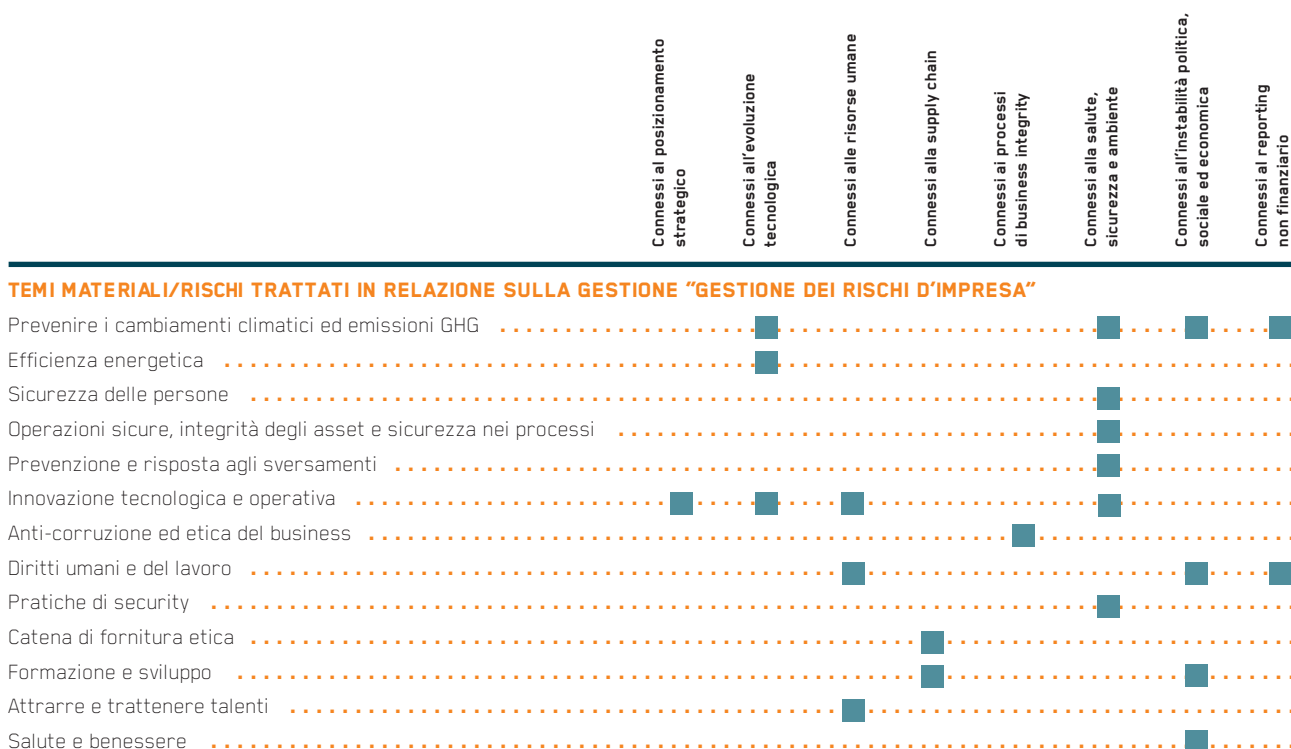 Connessi al posizionamento
strategico
Connessi all'evoluzione
tecnologica
Connessi alle risorse umane
Connessi alla supply chain
Connessi ai processi
di business integrity
Connessi alla salute,
sicurezza e ambiente
Connessi all'instabilità politica,
sociale ed economica
Connessi al reporting
non finanziario
TEMI MATERIALI/RISCHI TRATTATI IN RELAZIONE SULLA GESTIONE “GESTIONE DEI RISCHI D’IMPRESA”
Prevenire i cambiamenti climatici ed emissioni GHG
Efficienza energetica
Sicurezza delle persone
Operazioni sicure, integrità degli asset e sicurezza nei processi
Prevenzione e risposta agli sversamenti
Innovazione tecnologica e operativa
Anti-corruzione ed etica del business
Diritti umani e del lavoro
Pratiche di security
Catena di fornitura etica
Formazione e sviluppo
Attrarre e trattenere talenti
Salute e benessere